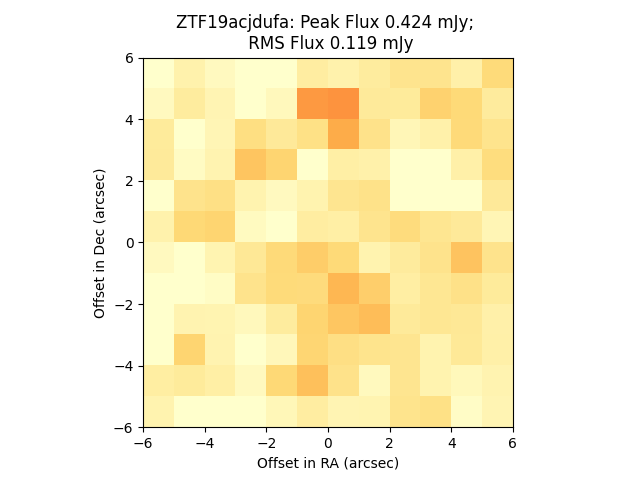 ZTF19acjdufa: Peak Flux 0.424 mJy;
RMS Flux 0.119 mJy
6
4
2
0
−2
−4
−6
Offset in Dec (arcsec)
−6 −4 −2 0 2 4 6
Offset in RA (arcsec)